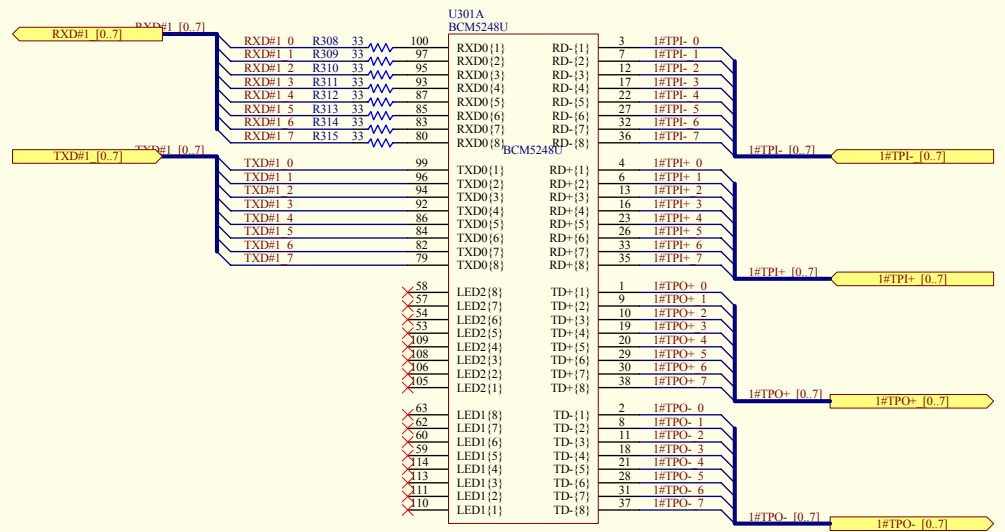 U301A
BCM5248U
RXD#1_[0..7]
RXD#1_[0..7]
RXD#1_0 R308 33 100 RXD0{1} RD-{1} 3 1#TPI-_0
RXD#1_1 R309 33 97 RXD0{2} RD-{2} 7 1#TPI-_1
RXD#1_2 R310 33 95 RXD0{3} RD-{3} 12 1#TPI-_2
RXD#1_3 R311 33 93 RXD0{4} RD-{4} 17 1#TPI-_3
RXD#1_4 R312 33 87 RXD0{5} RD-{5} 22 1#TPI-_4
RXD#1_5 R313 33 85 RXD0{6} RD-{6} 27 1#TPI-_5
RXD#1_6 R314 33 83 RXD0{7} RD-{7} 32 1#TPI-_6
RXD#1_7 R315 33 80 RXD0{8} RD-{8} 36 1#TPI-_7
TXD#1_[0..7]
TXD#1_[0..7]
BCM5248U
1#TPI-_[0..7]
1#TPI-_[0..7]
TXD#1_0 99 TXD0{1} RD+{1} 4 1#TPI+_0
TXD#1_1 96 TXD0{2} RD+{2} 6 1#TPI+_1
TXD#1_2 94 TXD0{3} RD+{3} 13 1#TPI+_2
TXD#1_3 92 TXD0{4} RD+{4} 16 1#TPI+_3
TXD#1_4 86 TXD0{5} RD+{5} 23 1#TPI+_4
TXD#1_5 84 TXD0{6} RD+{6} 26 1#TPI+_5
TXD#1_6 82 TXD0{7} RD+{7} 33 1#TPI+_6
TXD#1_7 79 TXD0{8} RD+{8} 35 1#TPI+_7
1#TPI+_[0..7]
1#TPI+_[0..7]
58 LED2{8} TD+{1} 1 1#TPO+_0
57 LED2{7} TD+{2} 9 1#TPO+_1
54 LED2{6} TD+{3} 10 1#TPO+_2
53 LED2{5} TD+{4} 19 1#TPO+_3
109 LED2{4} TD+{5} 20 1#TPO+_4
108 LED2{3} TD+{6} 29 1#TPO+_5
106 LED2{2} TD+{7} 30 1#TPO+_6
105 LED2{1} TD+{8} 38 1#TPO+_7
1#TPO+_[0..7]
1#TPO+_[0..7]
63 LED1{8} TD-{1} 2 1#TPO-_0
62 LED1{7} TD-{2} 8 1#TPO-_1
60 LED1{6} TD-{3} 11 1#TPO-_2
59 LED1{5} TD-{4} 18 1#TPO-_3
114 LED1{4} TD-{5} 21 1#TPO-_4
113 LED1{3} TD-{6} 28 1#TPO-_5
111 LED1{2} TD-{7} 31 1#TPO-_6
110 LED1{1} TD-{8} 37 1#TPO-_7
1#TPO-_[0..7]
1#TPO-_[0..7]